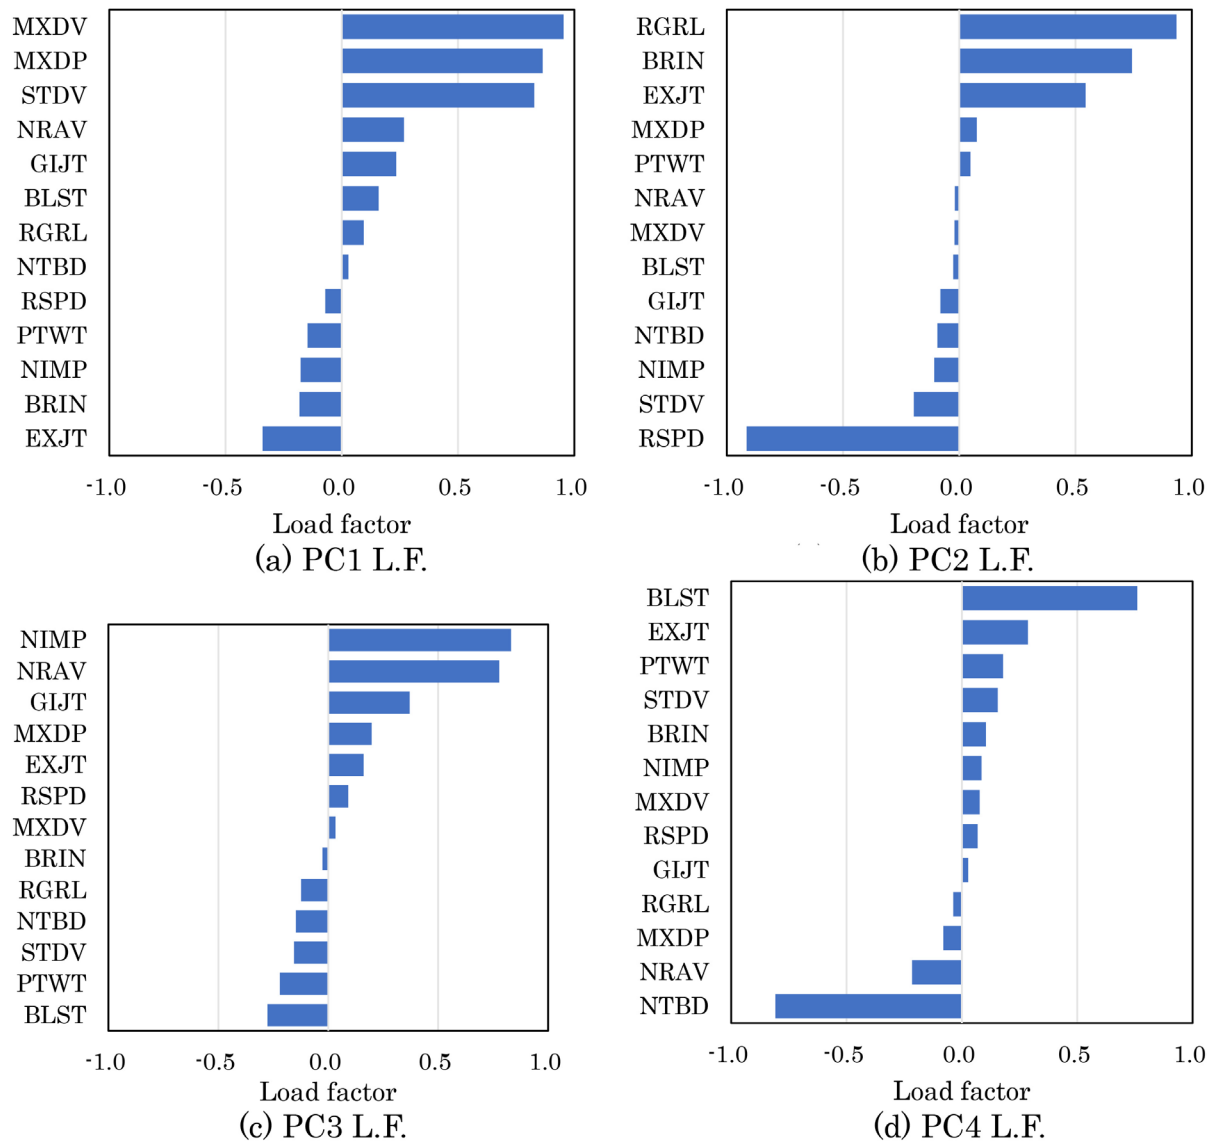 MXDV
MXDP
STDV
NRAV
GIJT
BLST
RGRL
NTBD
RSPD
PTWT
NIMP
BRIN
EXJT
-1.0 -0.5 0.0 0.5 1.0
Load factor
(a) PC1 L.F.
RGRL
BRIN
EXJT
MXDP
PTWT
NRAV
MXDV
BLST
GIJT
NTBD
NIMP
STDV
RSPD
-1.0 -0.5 0.0 0.5 1.0
Load factor
(b) PC2 L.F.
NIMP
NRAV
GIJT
MXDP
EXJT
RSPD
MXDV
BRIN
RGRL
NTBD
STDV
PTWT
BLST
-1.0 -0.5 0.0 0.5 1.0
Load factor
(c) PC3 L.F.
BLST
EXJT
PTWT
STDV
BRIN
NIMP
MXDV
RSPD
GIJT
RGRL
MXDP
NRAV
NTBD
-1.0 -0.5 0.0 0.5 1.0
Load factor
(d) PC4 L.F.